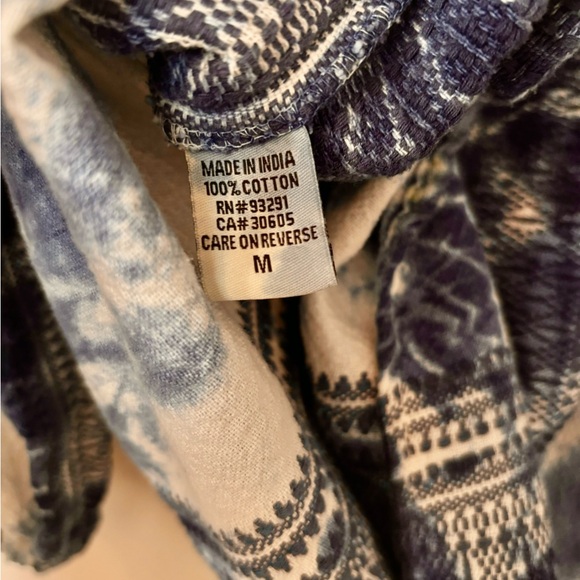 MADE IN INDIA
100% COTTON
RN# 93291
CA# 30605
CARE ON REVERSE
M